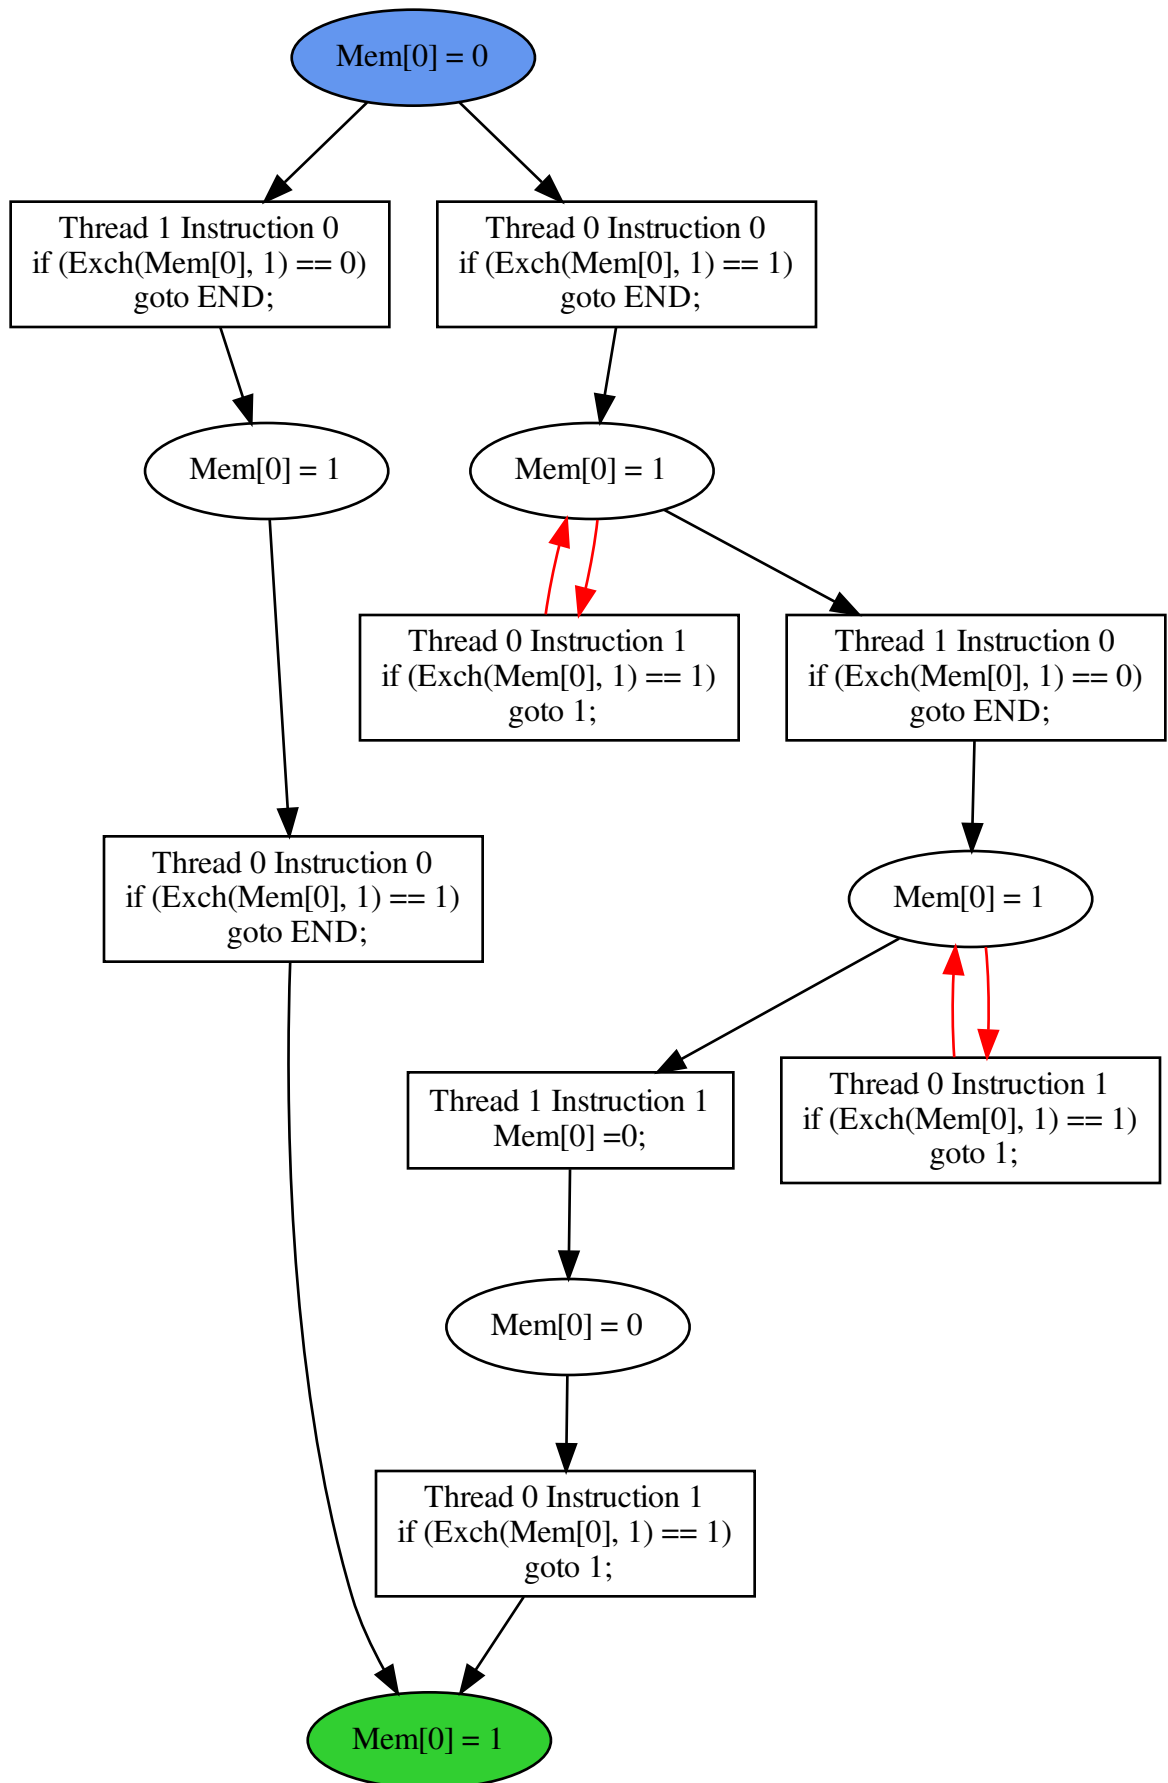 Mem[0] = 0
Thread 1 Instruction 0
if (Exch(Mem[0], 1) == 0)
goto END;
Thread 0 Instruction 0
if (Exch(Mem[0], 1) == 1)
goto END;
Mem[0] = 1
Mem[0] = 1
Thread 0 Instruction 1
if (Exch(Mem[0], 1) == 1)
goto 1;
Thread 1 Instruction 0
if (Exch(Mem[0], 1) == 0)
goto END;
Thread 0 Instruction 0
if (Exch(Mem[0], 1) == 1)
goto END;
Mem[0] = 1
Thread 1 Instruction 1
Mem[0] =0;
Thread 0 Instruction 1
if (Exch(Mem[0], 1) == 1)
goto 1;
Mem[0] = 0
Thread 0 Instruction 1
if (Exch(Mem[0], 1) == 1)
goto 1;
Mem[0] = 1